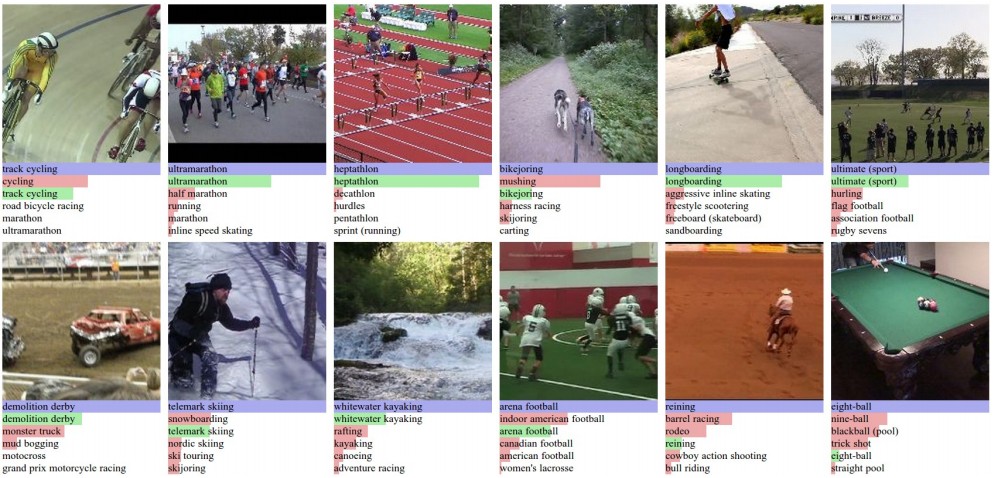 MPIRE BREEZE 0
track cycling
cycling
track cycling
road bicycle racing
marathon
ultramarathon
ultramarathon
ultramarathon
half marathon
running
marathon
inline speed skating
heptathlon
heptathlon
decathlon
hurdles
pentathlon
sprint (running)
bikejoring
mushing
bikejoring
harness racing
skijoring
carting
longboarding
longboarding
aggressive inline skating
freestyle scootering
freeboard (skateboard)
sandboarding
ultimate (sport)
ultimate (sport)
hurling
flag football
association football
rugby sevens
demolition derby
demolition derby
monster truck
mud bogging
motocross
grand prix motorcycle racing
telemark skiing
snowboarding
telemark skiing
nordic skiing
ski touring
skijoring
whitewater kayaking
whitewater kayaking
rafting
kayaking
canoeing
adventure racing
arena football
indoor american football
arena football
canadian football
american football
women's lacrosse
reining
barrel racing
rodeo
reining
cowboy action shooting
bull riding
eight-ball
nine-ball
blackball (pool)
trick shot
eight-ball
straight pool